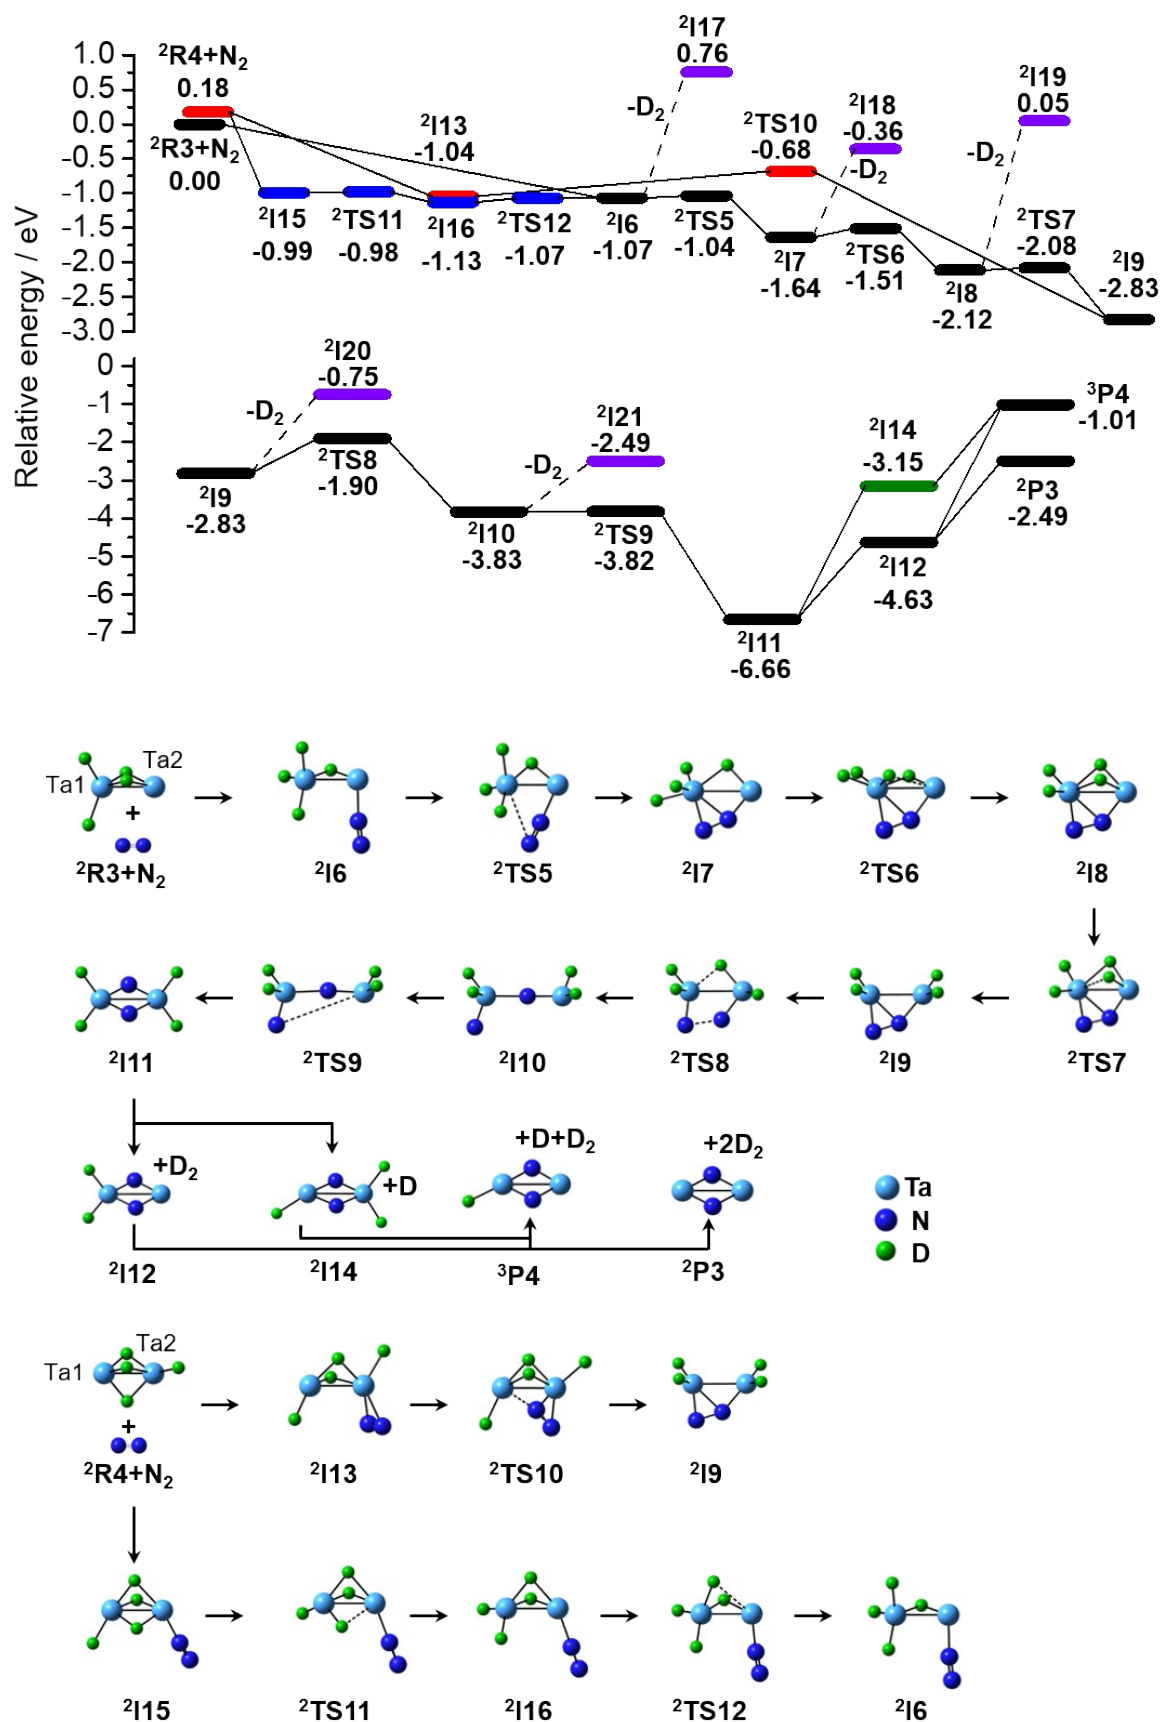 Relative energy / eV
1.0
0.5
0.0
-0.5
-1.0
-1.5
-2.0
-2.5
-3.0
²R4+N₂
0.18
²R3+N₂
0.00
²I15
-0.99
²TS11
-0.98
²I13
-1.04
²I16
-1.13
²TS12
-1.07
²I6
-1.07
-D₂
²I17
0.76
²TS5
-1.04
²TS10
-0.68
²I7
-1.64
²I18
-0.36
-D₂
²TS6
-1.51
²I8
-2.12
-D₂
²I19
0.05
²TS7
-2.08
²I9
-2.83
0
-1
-2
-3
-4
-5
-6
-7
²I9
-2.83
-D₂
²I20
-0.75
²TS8
-1.90
²I10
-3.83
-D₂
²I21
-2.49
²TS9
-3.82
²I11
-6.66
²I14
-3.15
²I12
-4.63
³P4
-1.01
²P3
-2.49
Ta1 Ta2
+
²R3+N₂ ²I6 ²TS5 ²I7 ²TS6 ²I8
²I11 ²TS9 ²I10 ²TS8 ²I9 ²TS7
+D₂ +D +D+D₂ +2D₂
²I12 ²I14 ³P4 ²P3
Ta
N
D
Ta1 Ta2
+
²R4+N₂ ²I13 ²TS10 ²I9
²I15 ²TS11 ²I16 ²TS12 ²I6